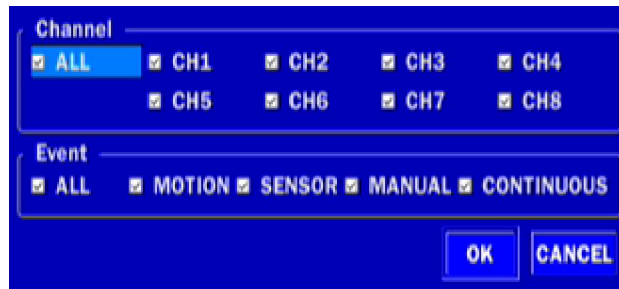 Channel
ALL CH1 CH2 CH3 CH4
CH5 CH6 CH7 CH8
Event
ALL MOTION SENSOR MANUAL CONTINUOUS
OK CANCEL